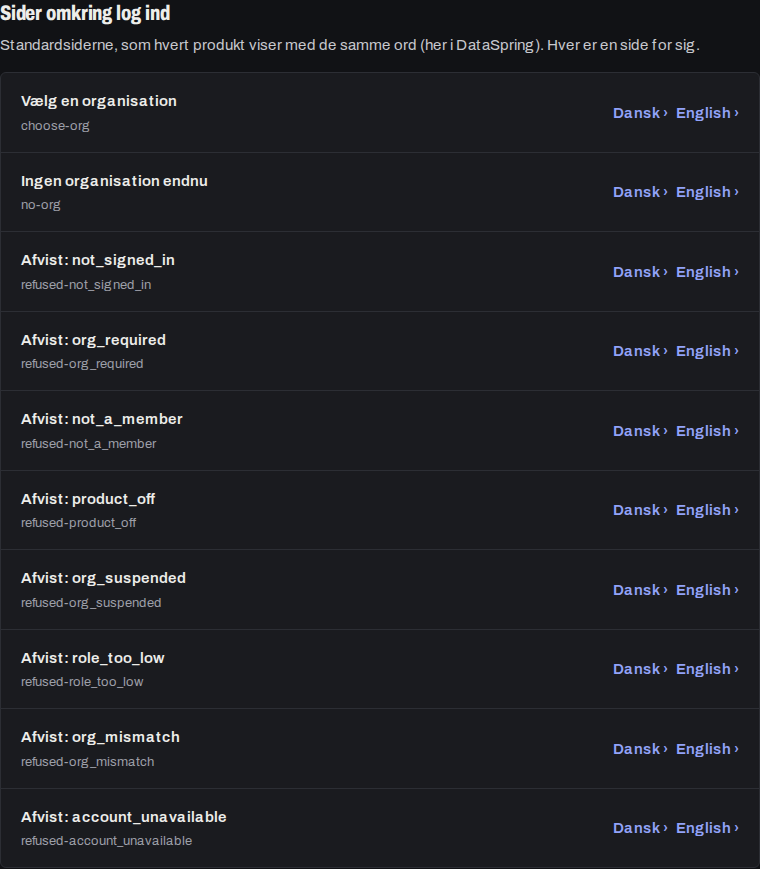 Sider omkring log ind
Standardsiderne, som hvert produkt viser med de samme ord (her i DataSpring). Hver er en side for sig.
Vælg en organisation
choose-org
Dansk › English ›
Ingen organisation endnu
no-org
Dansk › English ›
Afvist: not_signed_in
refused-not_signed_in
Dansk › English ›
Afvist: org_required
refused-org_required
Dansk › English ›
Afvist: not_a_member
refused-not_a_member
Dansk › English ›
Afvist: product_off
refused-product_off
Dansk › English ›
Afvist: org_suspended
refused-org_suspended
Dansk › English ›
Afvist: role_too_low
refused-role_too_low
Dansk › English ›
Afvist: org_mismatch
refused-org_mismatch
Dansk › English ›
Afvist: account_unavailable
refused-account_unavailable
Dansk › English ›